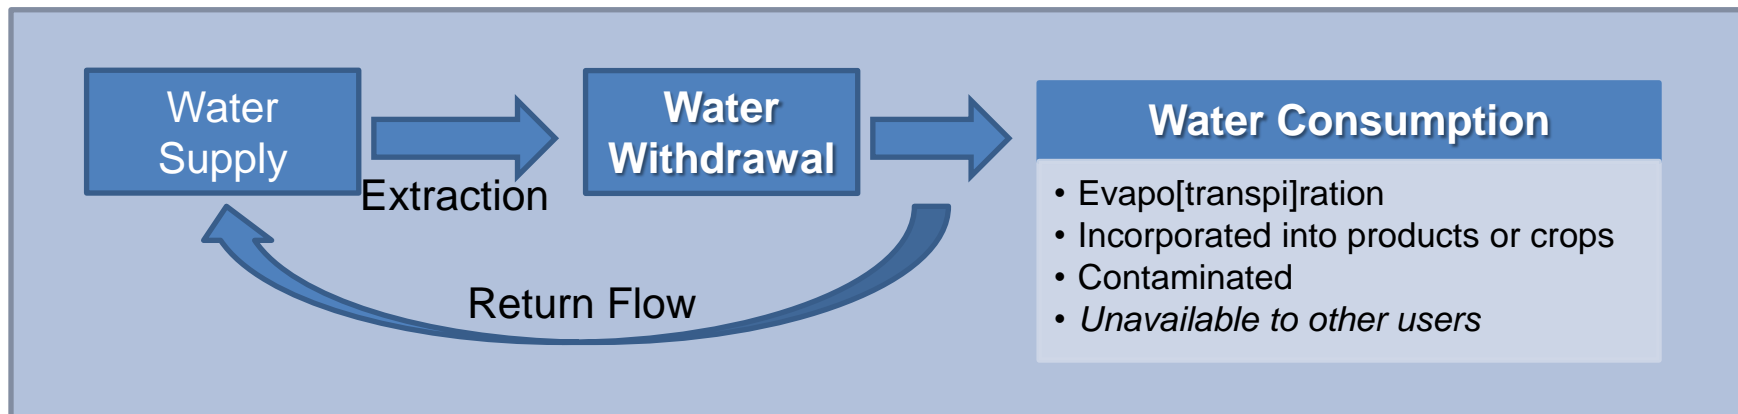 Water
Supply
Extraction
Water
Withdrawal
Return Flow
Water Consumption
• Evapo[transpi]ration
• Incorporated into products or crops
• Contaminated
• Unavailable to other users